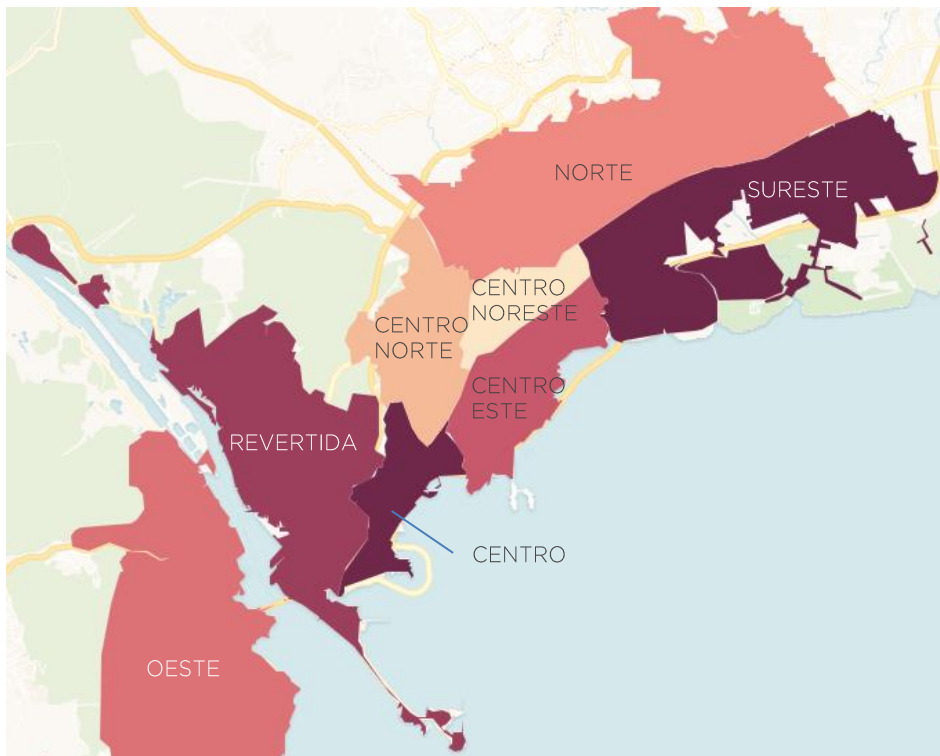 NORTE
SURESTE
CENTRO
NORESTE
CENTRO
NORTE
CENTRO
ESTE
REVERTIDA
CENTRO
OESTE